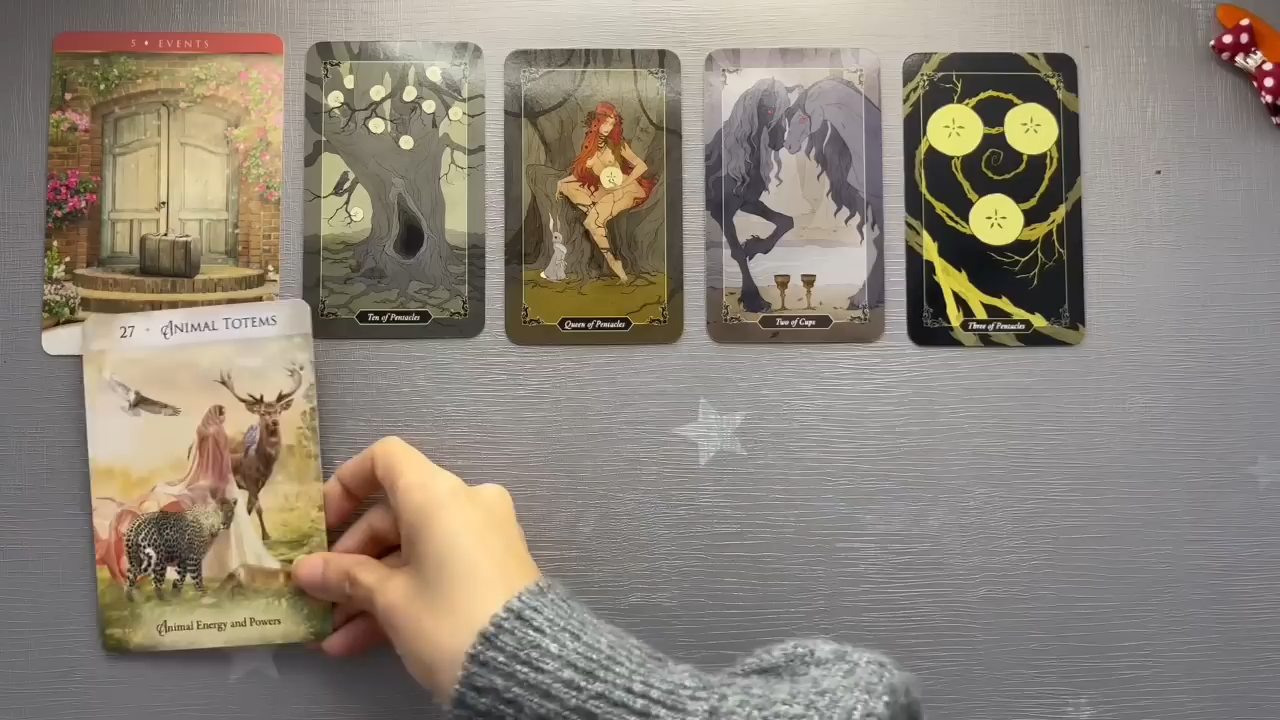 5 • EVENTS
Ten of Pentacles
Queen of Pentacles
Two of Cups
Three of Pentacles
27 • ANIMAL TOTEMS
Animal Energy and Powers